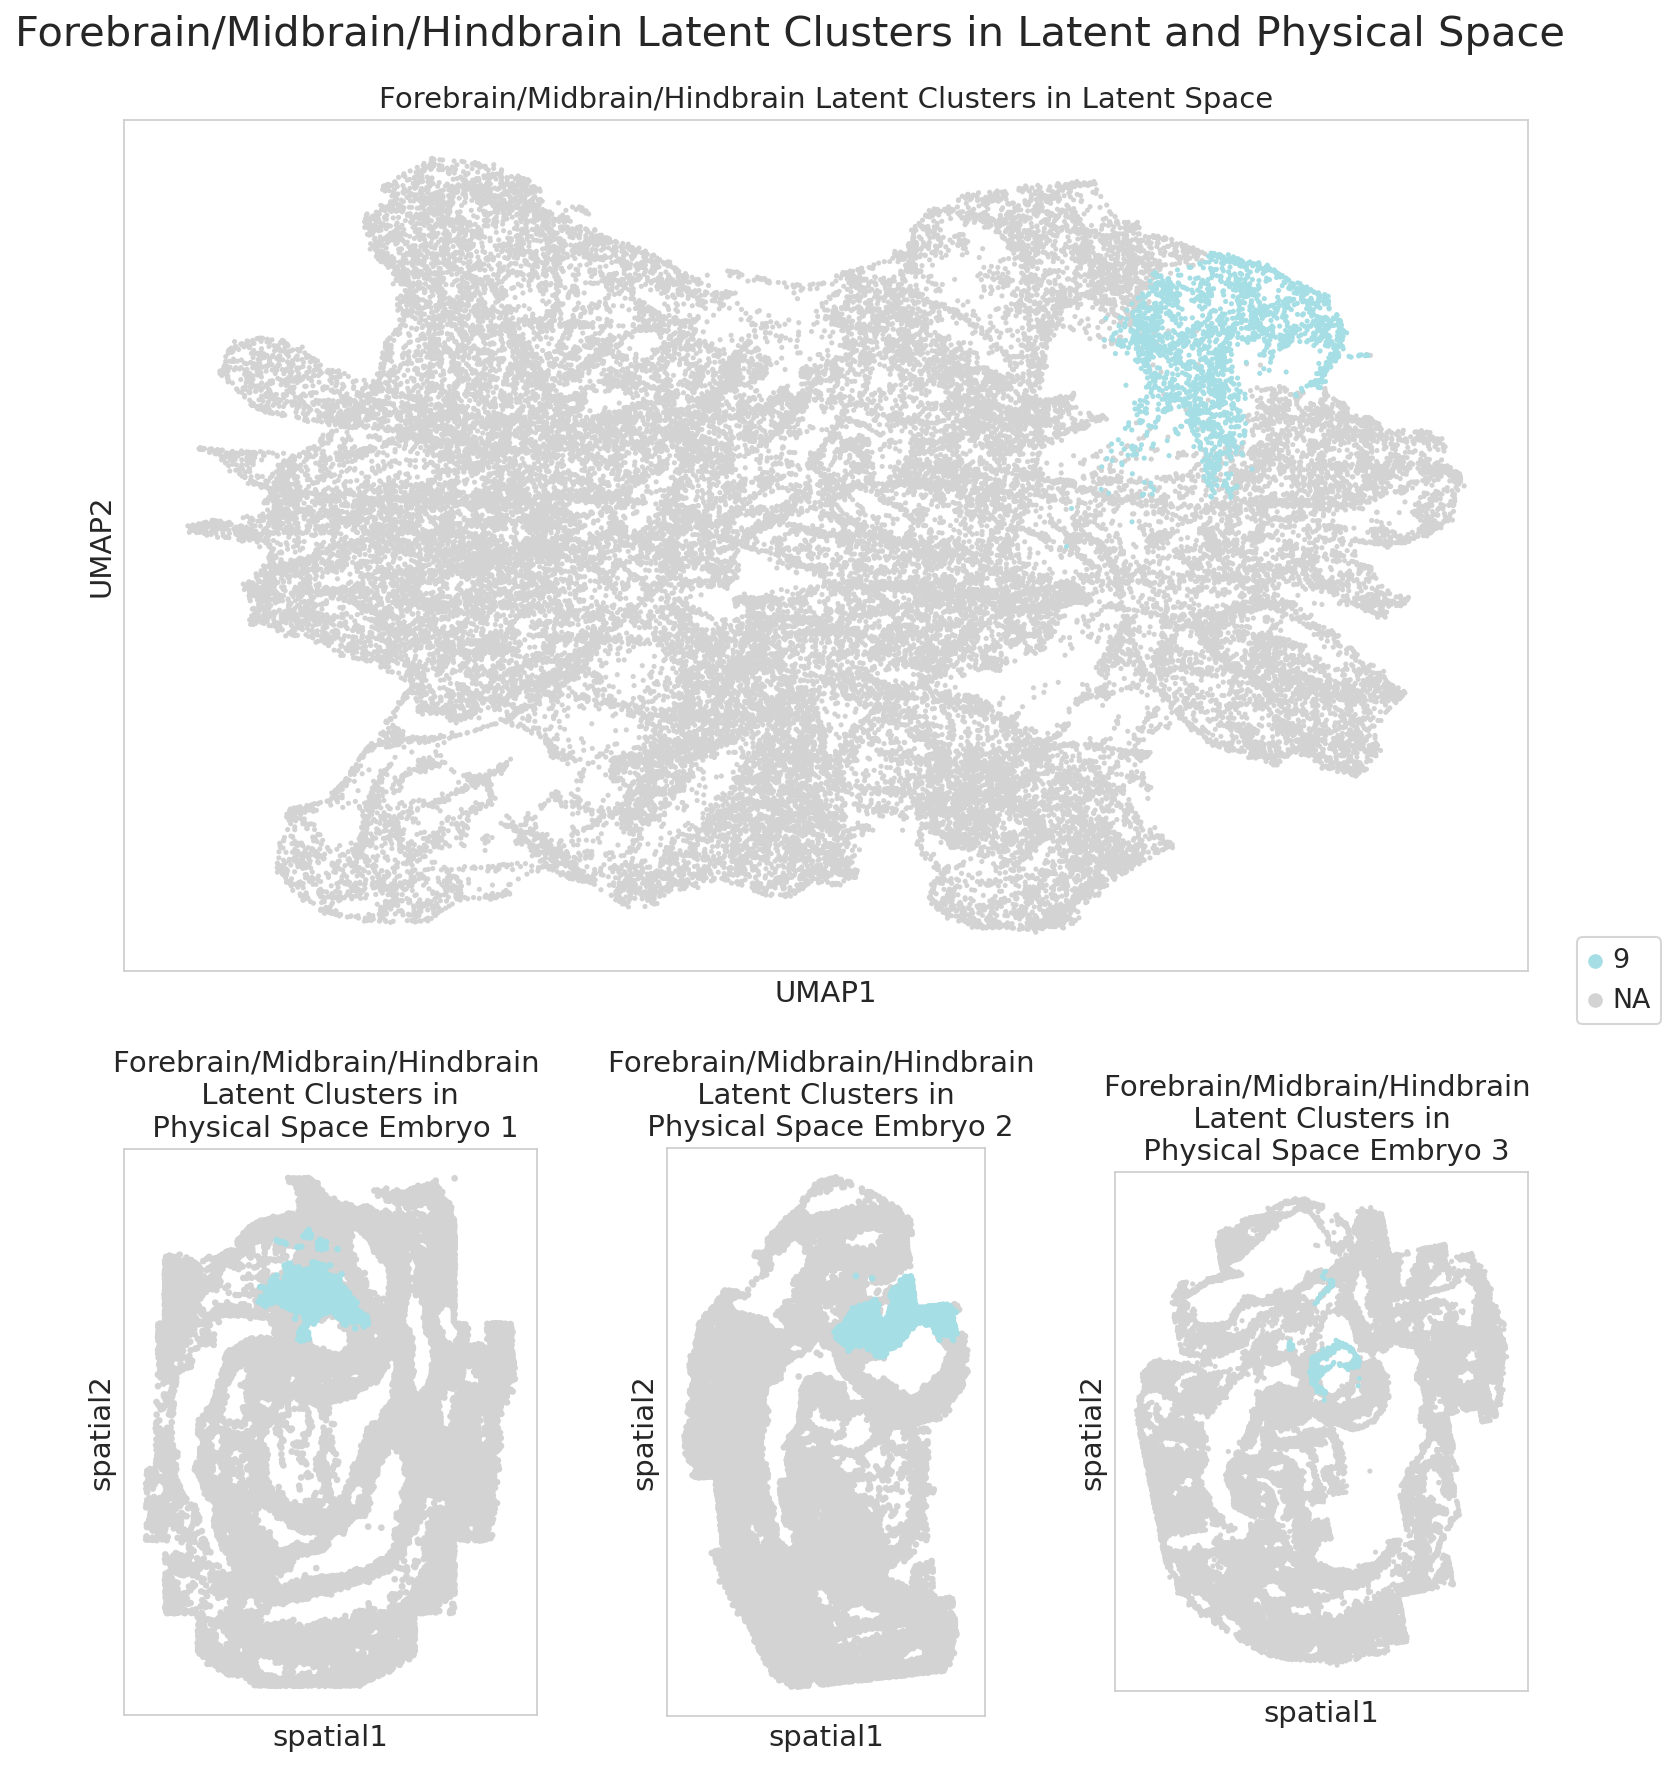 Forebrain/Midbrain/Hindbrain Latent Clusters in Latent and Physical Space
Forebrain/Midbrain/Hindbrain Latent Clusters in Latent Space
UMAP2
UMAP1
9
NA
Forebrain/Midbrain/Hindbrain
Latent Clusters in
Physical Space Embryo 1
spatial2
spatial1
Forebrain/Midbrain/Hindbrain
Latent Clusters in
Physical Space Embryo 2
spatial2
spatial1
Forebrain/Midbrain/Hindbrain
Latent Clusters in
Physical Space Embryo 3
spatial2
spatial1